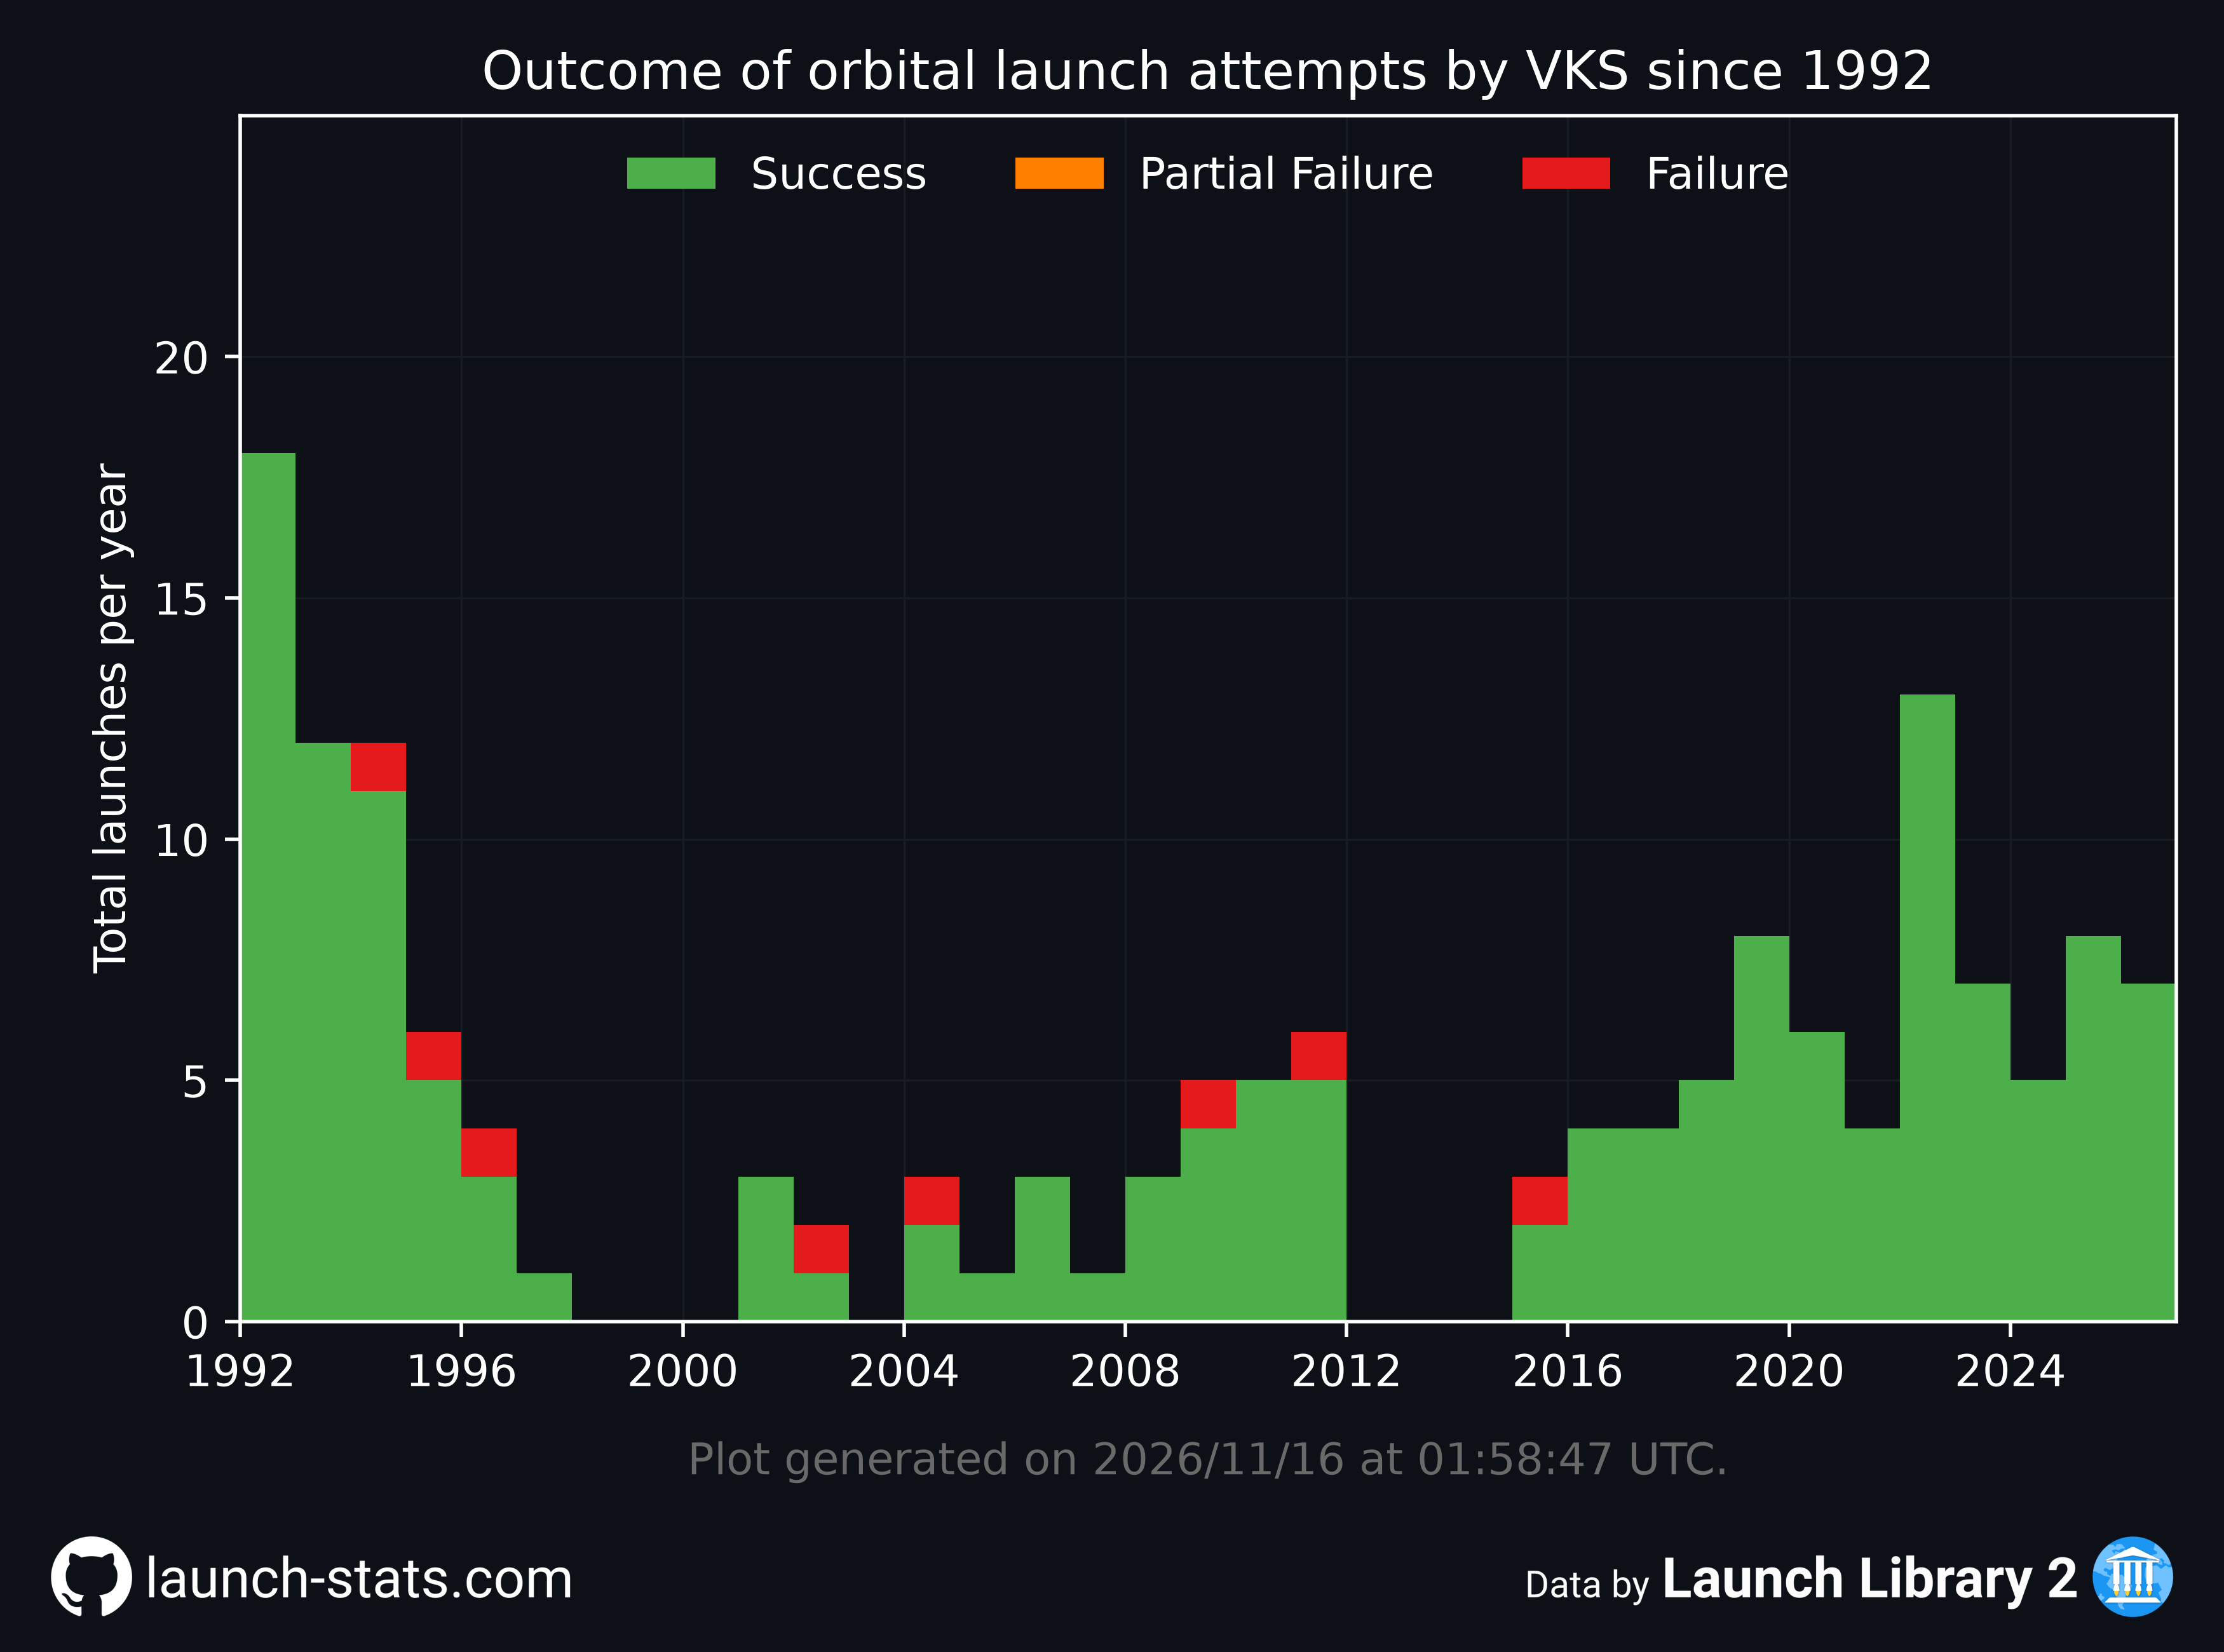 Outcome of orbital launch attempts by VKS since 1992
Success Partial Failure Failure
Total launches per year
20
15
10
5
0
1992 1996 2000 2004 2008 2012 2016 2020 2024
Plot generated on 2026/11/16 at 01:58:47 UTC.
launch-stats.com
Data by Launch Library 2